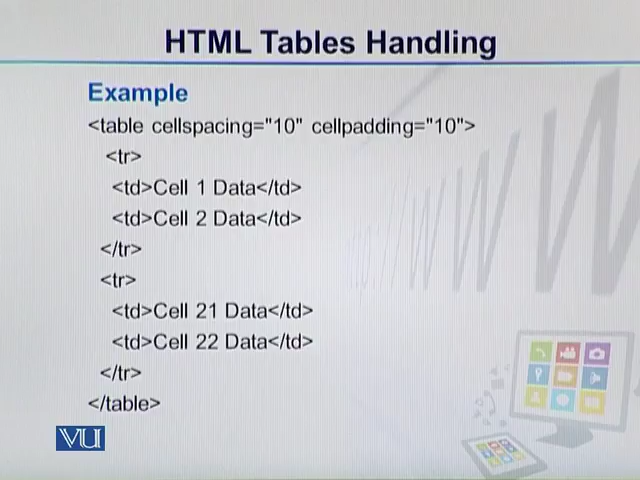 HTML Tables Handling
Example
<table cellspacing="10" cellpadding="10">
<tr>
<td>Cell 1 Data</td>
<td>Cell 2 Data</td>
</tr>
<tr>
<td>Cell 21 Data</td>
<td>Cell 22 Data</td>
</tr>
</table>
VU